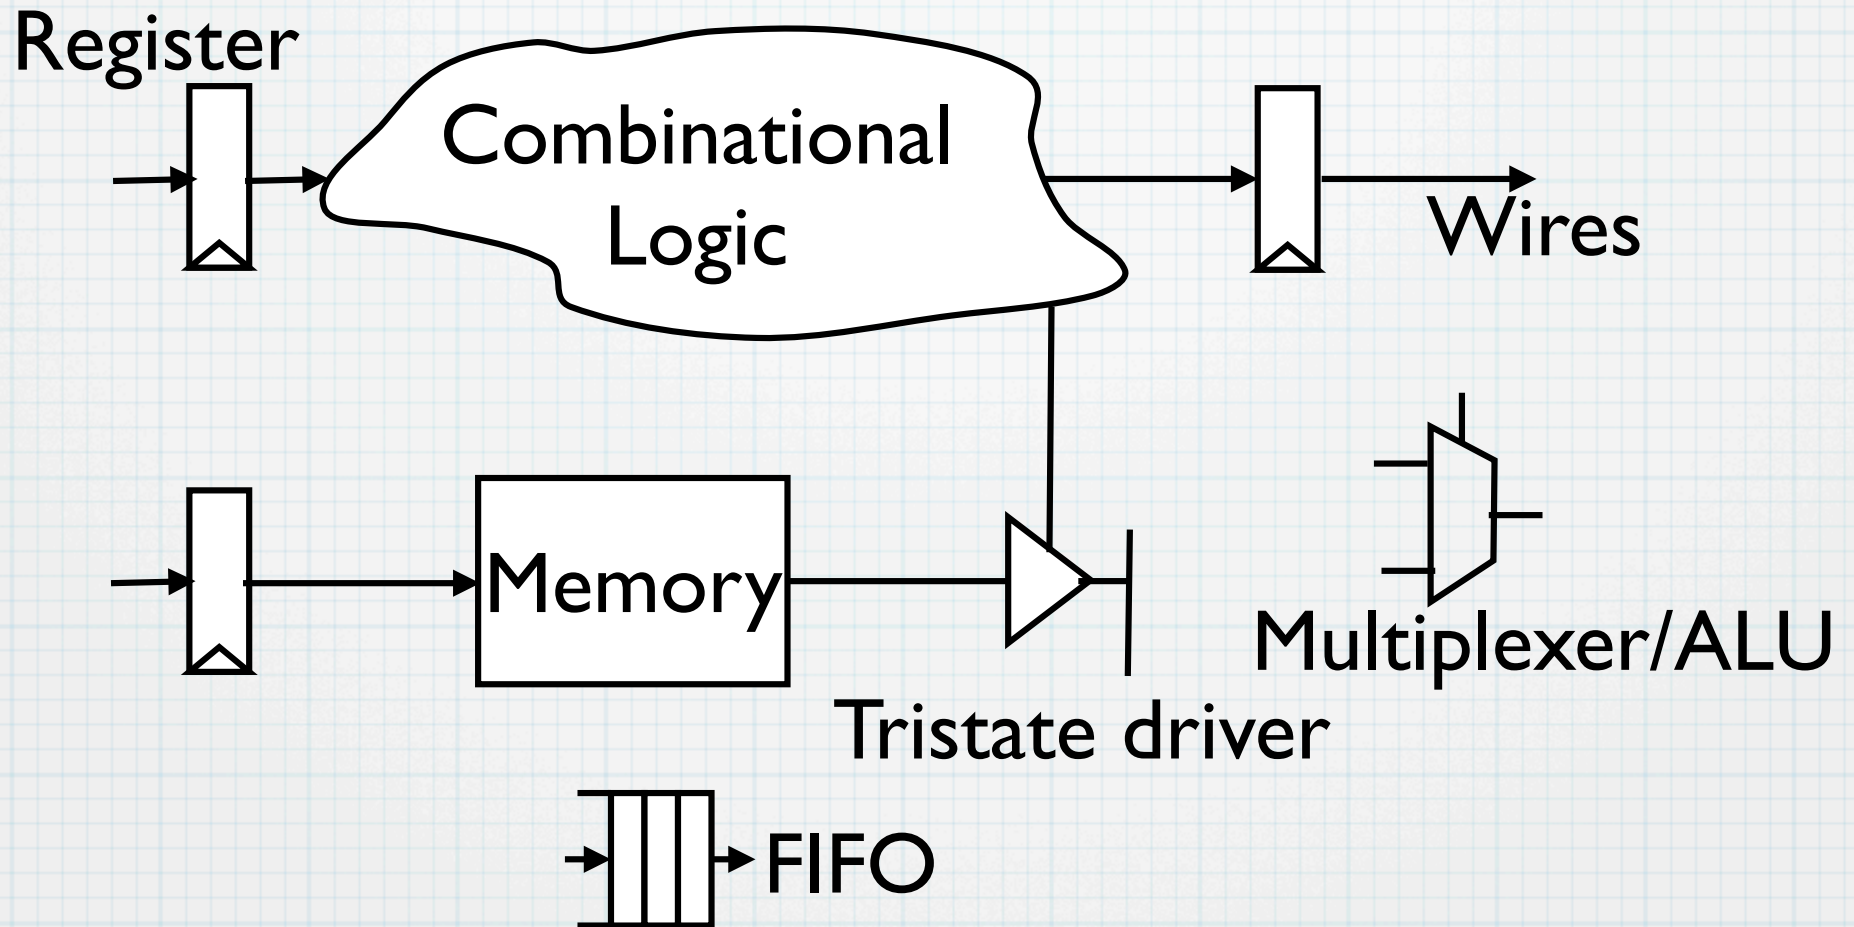 Register
Combinational
Logic
Wires
Memory
Multiplexer/ALU
Tristate driver
FIFO